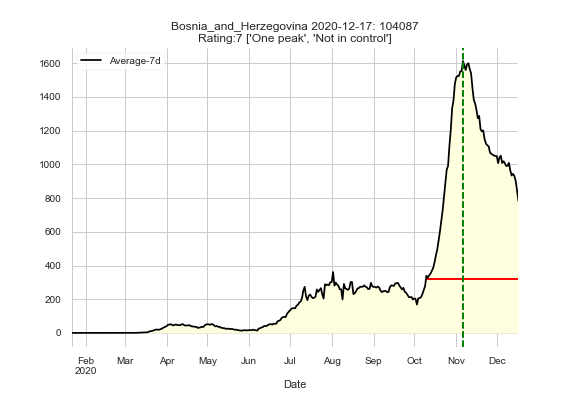 Bosnia_and_Herzegovina 2020-12-17: 104087
Rating:7 ['One peak', 'Not in control']
Average-7d
1600
1400
1200
1000
800
600
400
200
0
Feb Mar Apr May Jun Jul Aug Sep Oct Nov Dec
2020
Date